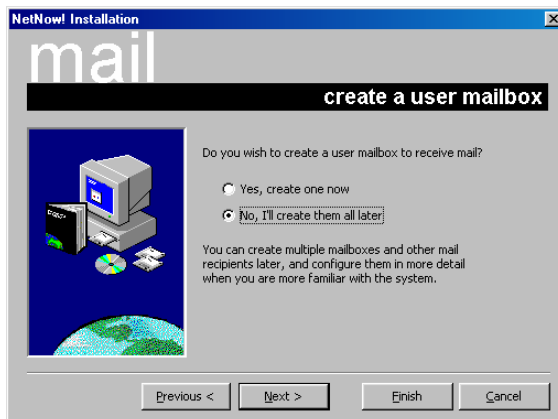 NetNow! Installation
mail
create a user mailbox
Do you wish to create a user mailbox to receive mail?
Yes, create one now
No, I'll create them all later
You can create multiple mailboxes and other mail
recipients later, and configure them in more detail
when you are more familiar with the system.
Previous <
Next >
Finish
Cancel